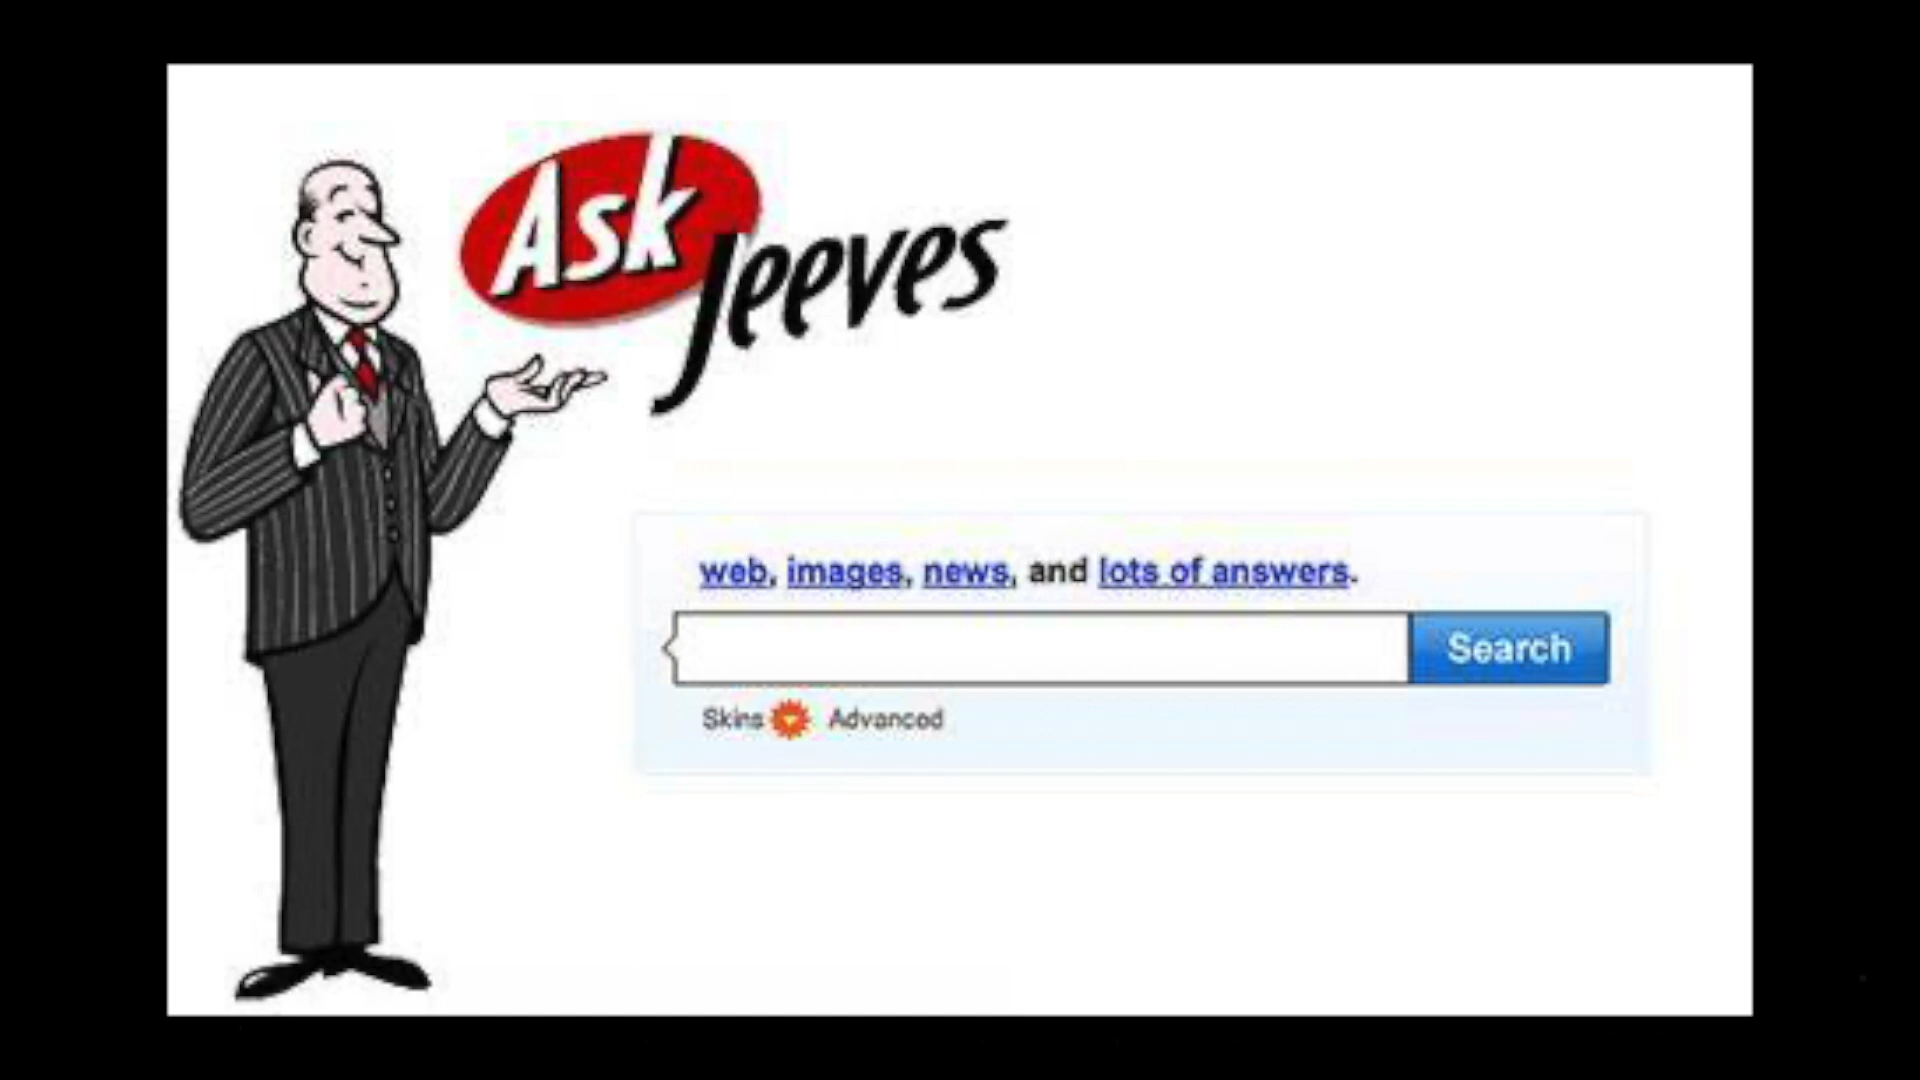 Ask
Jeeves
web, images, news, and lots of answers.
Search
Skins Advanced